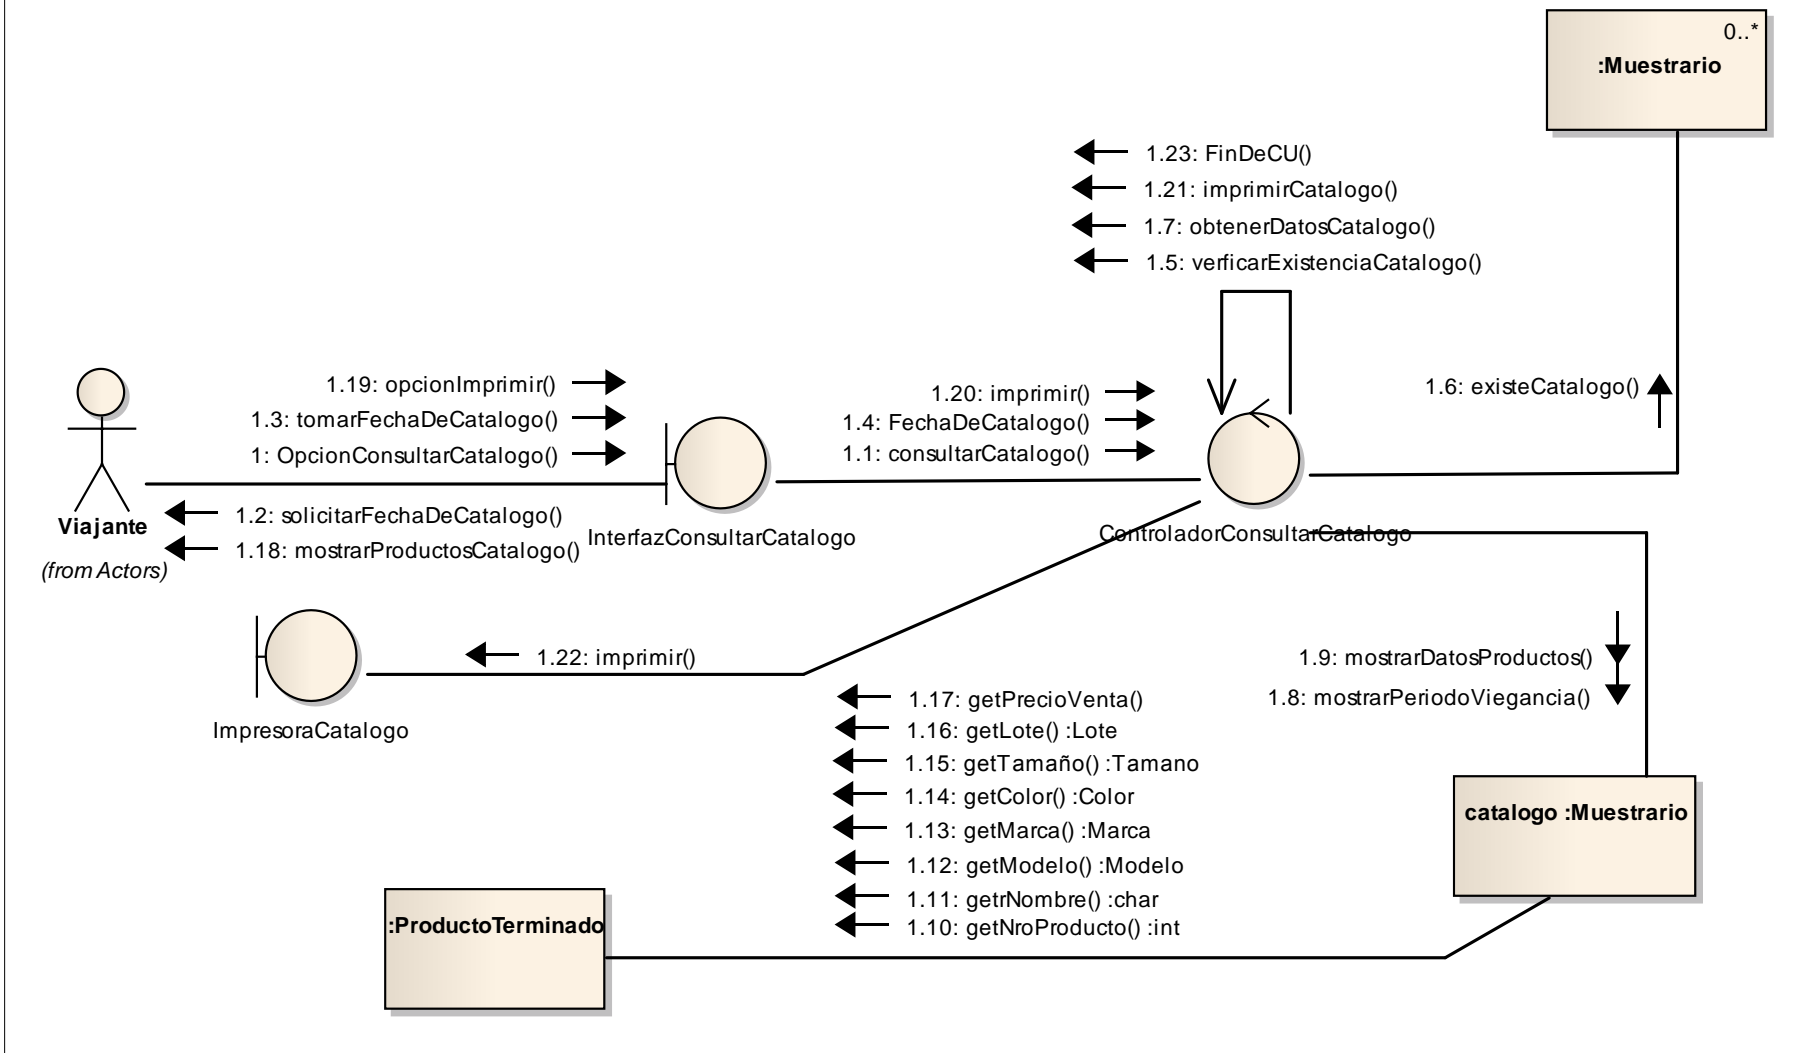 0..*
:Muestrario
1.23: FinDeCU()
1.21: imprimirCatalogo()
1.7: obtenerDatosCatalogo()
1.5: verficarExistenciaCatalogo()
1.19: opcionImprimir()
1.3: tomarFechaDeCatalogo()
1: OpcionConsultarCatalogo()
1.20: imprimir()
1.4: FechaDeCatalogo()
1.1: consultarCatalogo()
1.6: existeCatalogo()
Viajante
(from Actors)
1.2: solicitarFechaDeCatalogo()
1.18: mostrarProductosCatalogo()
InterfazConsultarCatalogo
ControladorConsultarCatalogo
1.22: imprimir()
ImpresoraCatalogo
1.9: mostrarDatosProductos()
1.8: mostrarPeriodoViegancia()
1.17: getPrecioVenta()
1.16: getLote() :Lote
1.15: getTamaño() :Tamano
1.14: getColor() :Color
1.13: getMarca() :Marca
1.12: getModelo() :Modelo
1.11: getrNombre() :char
1.10: getNroProducto() :int
catalogo :Muestrario
:ProductoTerminado